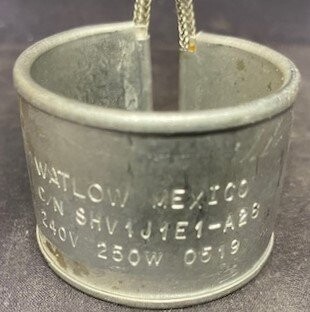 WATLOW MEXICO
C/N SHV1J1E1-A28
240V 250W 0519